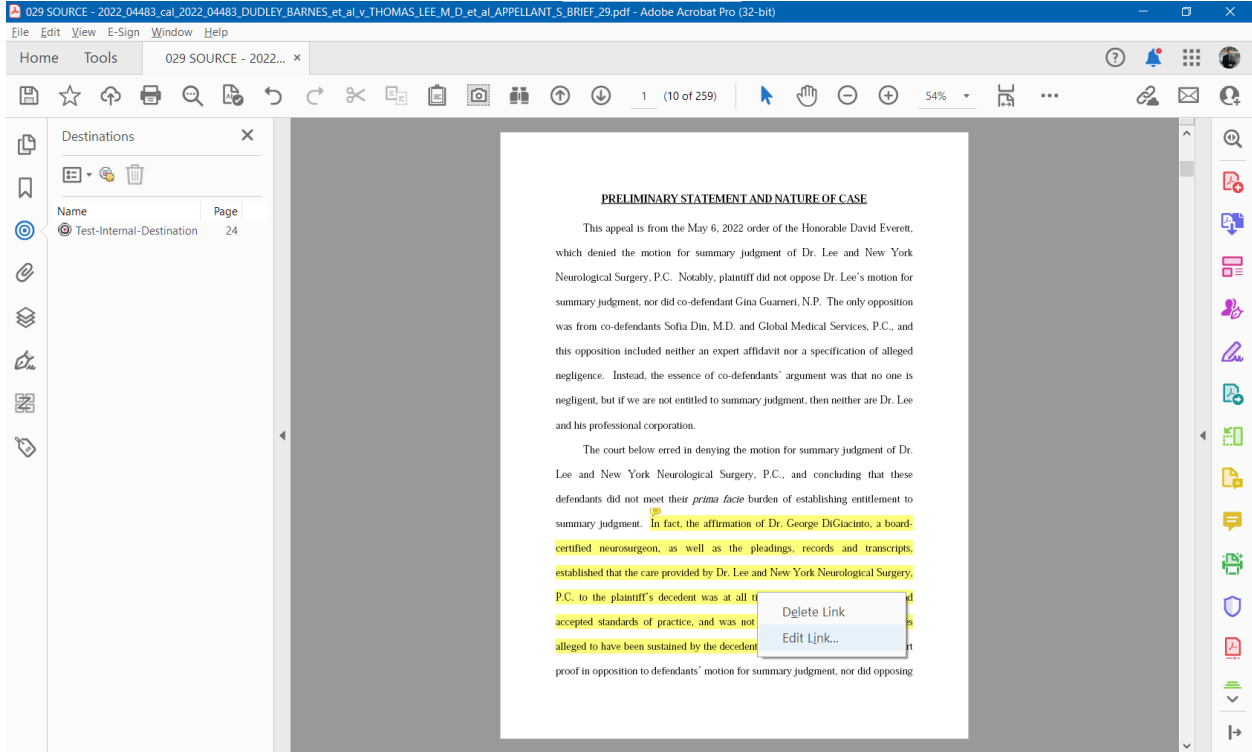 029 SOURCE - 2022_04483_cal_2022_04483_DUDLEY_BARNES_et_al_v_THOMAS_LEE_M_D_et_al_APPELLANT_S_BRIEF_29.pdf - Adobe Acrobat Pro (32-bit)
File Edit View E-Sign Window Help
Home Tools 029 SOURCE - 2022... ×
1 (10 of 259) 54%
Destinations
Name Page
Test-Internal-Destination 24
PRELIMINARY STATEMENT AND NATURE OF CASE
This appeal is from the May 6, 2022 order of the Honorable David Everett,
which denied the motion for summary judgment of Dr. Lee and New York
Neurological Surgery, P.C. Notably, plaintiff did not oppose Dr. Lee's motion for
summary judgment, nor did co-defendant Gina Guarneri, N.P. The only opposition
was from co-defendants Sofia Din, M.D. and Global Medical Services, P.C., and
this opposition included neither an expert affidavit nor a specification of alleged
negligence. Instead, the essence of co-defendants' argument was that no one is
negligent, but if we are not entitled to summary judgment, then neither are Dr. Lee
and his professional corporation.
The court below erred in denying the motion for summary judgment of Dr.
Lee and New York Neurological Surgery, P.C., and concluding that these
defendants did not meet their prima facie burden of establishing entitlement to
summary judgment. In fact, the affirmation of Dr. George DiGiacinto, a board-
certified neurosurgeon, as well as the pleadings, records and transcripts,
established that the care provided by Dr. Lee and New York Neurological Surgery,
P.C. to the plaintiff's decedent was at all
accepted standards of practice, and was not
alleged to have been sustained by the decedent
proof in opposition to defendants' motion for summary judgment, nor did opposing
Delete Link
Edit Link...